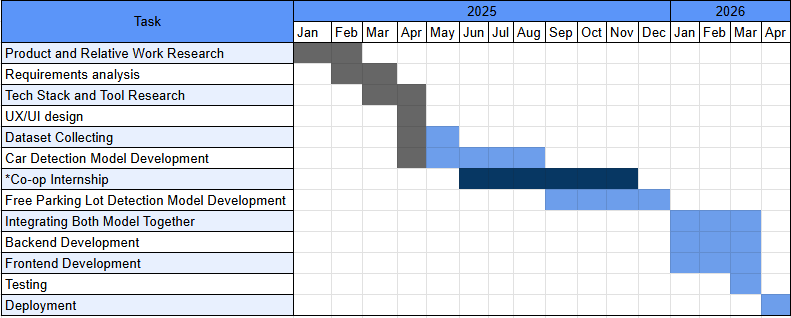 Task 2025 2026
Jan Feb Mar Apr May Jun Jul Aug Sep Oct Nov Dec Jan Feb Mar Apr
Product and Relative Work Research
Requirements analysis
Tech Stack and Tool Research
UX/UI design
Dataset Collecting
Car Detection Model Development
*Co-op Internship
Free Parking Lot Detection Model Development
Integrating Both Model Together
Backend Development
Frontend Development
Testing
Deployment